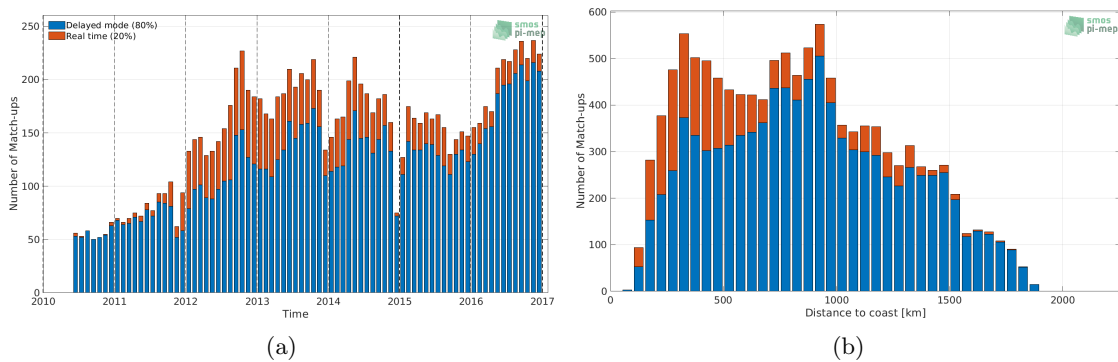 Delayed mode (80%)
Real time (20%)
smos
pi-mep
250
200
150
100
50
0
Number of Match-ups
2010
2011
2012
2013
2014
2015
2016
2017
Time
(a)
smos
pi-mep
600
500
400
300
200
100
0
Number of Match-ups
0
500
1000
1500
2000
Distance to coast [km]
(b)